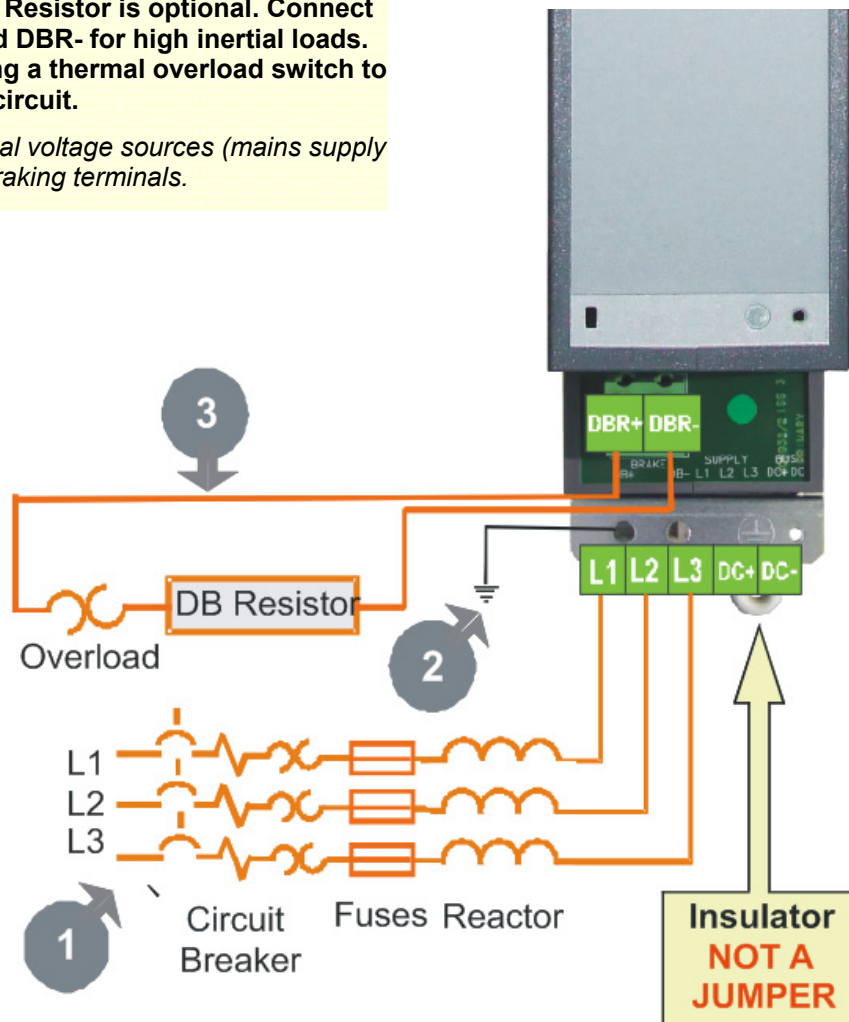 Resistor is optional. Connect
d DBR- for high inertial loads.
ng a thermal overload switch to
circuit.
al voltage sources (mains supply
raking terminals.
3
DBR+ DBR-
BRAKE SUPPLY BUS
DB- L1 L2 L3 DC+ DC
L1 L2 L3 DC+ DC-
DB Resistor
Overload
2
L1
L2
L3
1
Circuit
Breaker
Fuses Reactor
Insulator
NOT A
JUMPER